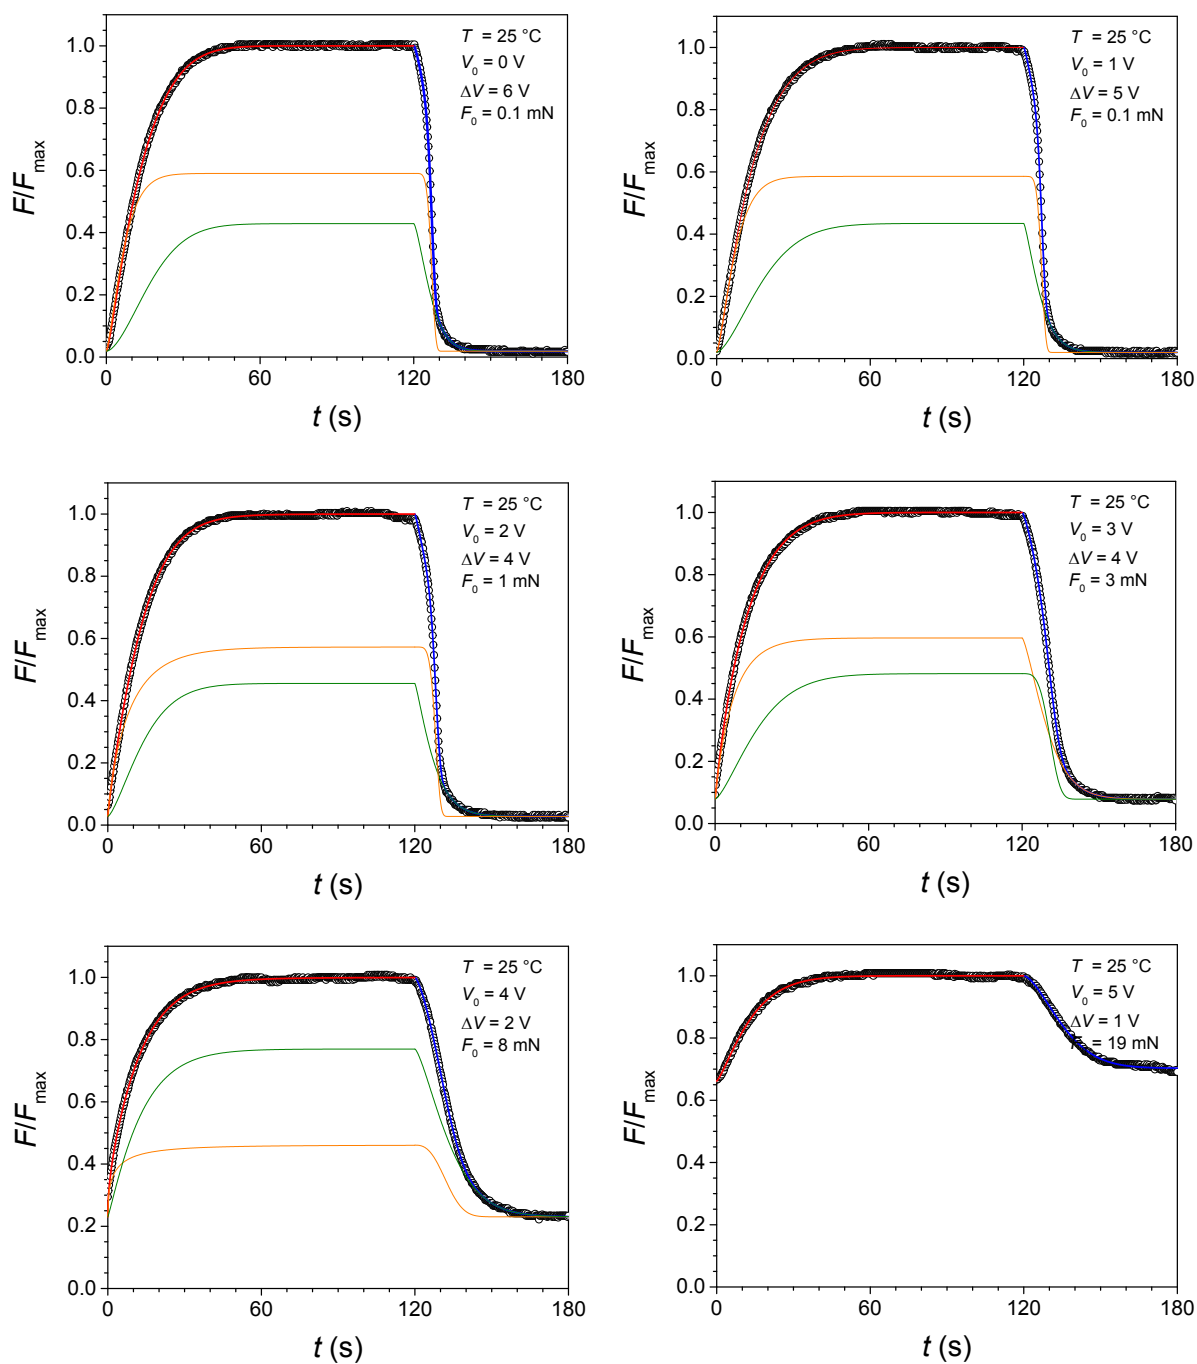 1.0
0.8
0.6
0.4
0.2
0.0
F/Fmax
0 60 120 180
t (s)
T = 25 °C
V0 = 0 V
ΔV = 6 V
F0 = 0.1 mN
1.0
0.8
0.6
0.4
0.2
0.0
F/Fmax
0 60 120 180
t (s)
T = 25 °C
V0 = 1 V
ΔV = 5 V
F0 = 0.1 mN
1.0
0.8
0.6
0.4
0.2
0.0
F/Fmax
0 60 120 180
t (s)
T = 25 °C
V0 = 2 V
ΔV = 4 V
F0 = 1 mN
1.0
0.8
0.6
0.4
0.2
0.0
F/Fmax
0 60 120 180
t (s)
T = 25 °C
V0 = 3 V
ΔV = 4 V
F0 = 3 mN
1.0
0.8
0.6
0.4
0.2
0.0
F/Fmax
0 60 120 180
t (s)
T = 25 °C
V0 = 4 V
ΔV = 2 V
F0 = 8 mN
1.0
0.8
0.6
0.4
0.2
0.0
F/Fmax
0 60 120 180
t (s)
T = 25 °C
V0 = 5 V
ΔV = 1 V
F0 = 19 mN